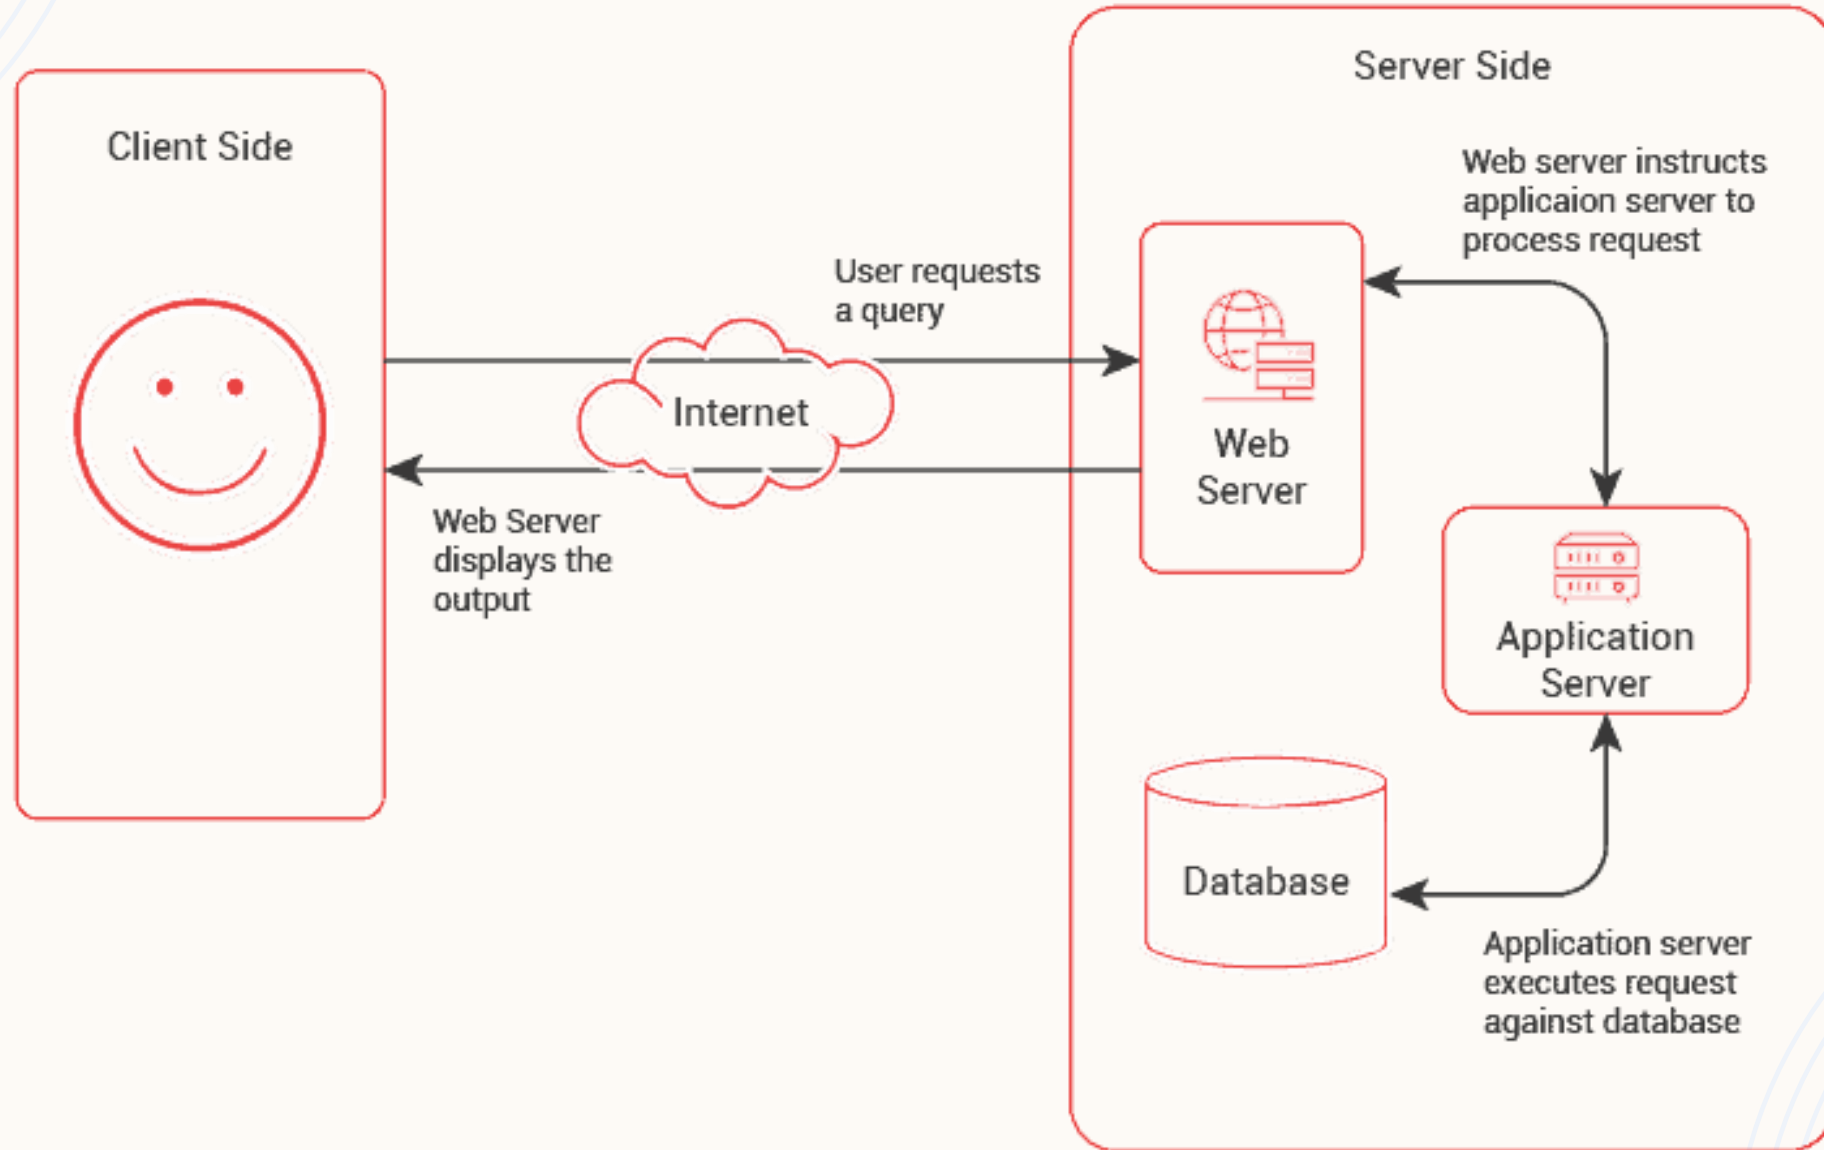 Server Side
Client Side
Web server instructs
applicaion server to
process request
User requests
a query
Internet
Web
Server
Web Server
displays the
output
Application
Server
Database
Application server
executes request
against database